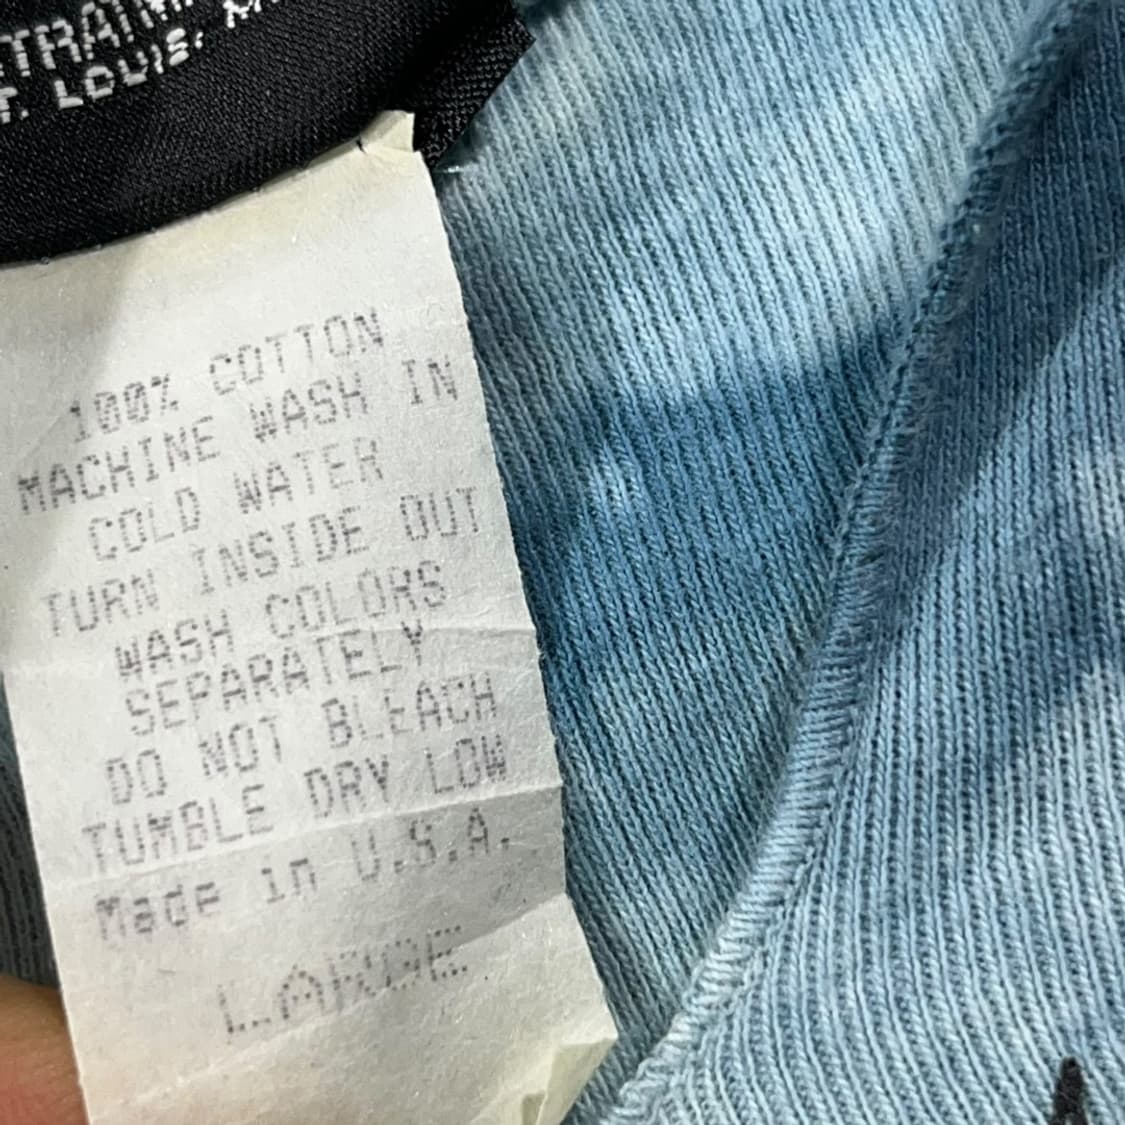 LOUIS,
100% COTTON
MACHINE WASH IN
COLD WATER
TURN INSIDE OUT
WASH COLORS
SEPARATELY
DO NOT BLEACH
TUMBLE DRY LOW
Made in U.S.A.
LARGE